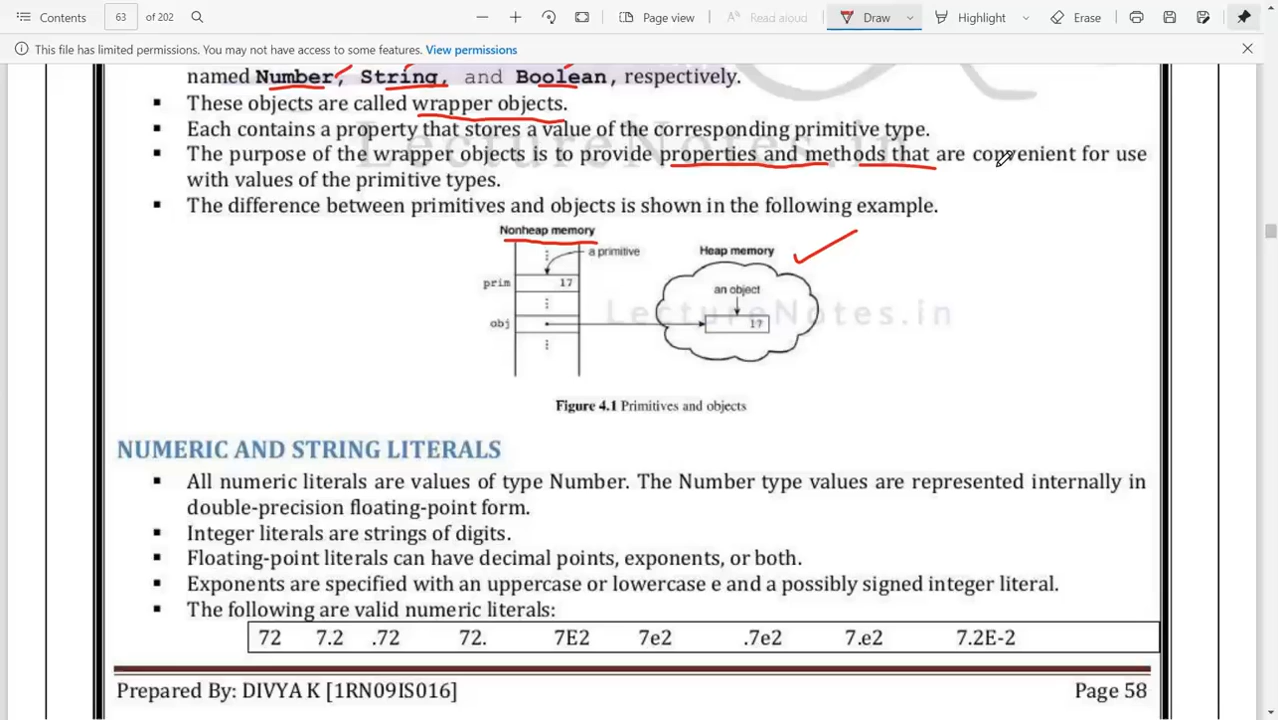 Contents 63 of 202 Page view Read aloud Draw Highlight Erase
This file has limited permissions. You may not have access to some features. View permissions
named Number, String, and Boolean, respectively.
▪ These objects are called wrapper objects.
▪ Each contains a property that stores a value of the corresponding primitive type.
▪ The purpose of the wrapper objects is to provide properties and methods that are convenient for use
with values of the primitive types.
▪ The difference between primitives and objects is shown in the following example.
Nonheap memory
a primitive
Heap memory
prim 17
an object
obj
17
LectureNotes.in
LectureNotes.in
Figure 4.1 Primitives and objects
NUMERIC AND STRING LITERALS
▪ All numeric literals are values of type Number. The Number type values are represented internally in
double-precision floating-point form.
▪ Integer literals are strings of digits.
▪ Floating-point literals can have decimal points, exponents, or both.
▪ Exponents are specified with an uppercase or lowercase e and a possibly signed integer literal.
▪ The following are valid numeric literals:
72 7.2 .72 72. 7E2 7e2 .7e2 7.e2 7.2E-2
Prepared By: DIVYA K [1RN09IS016] Page 58